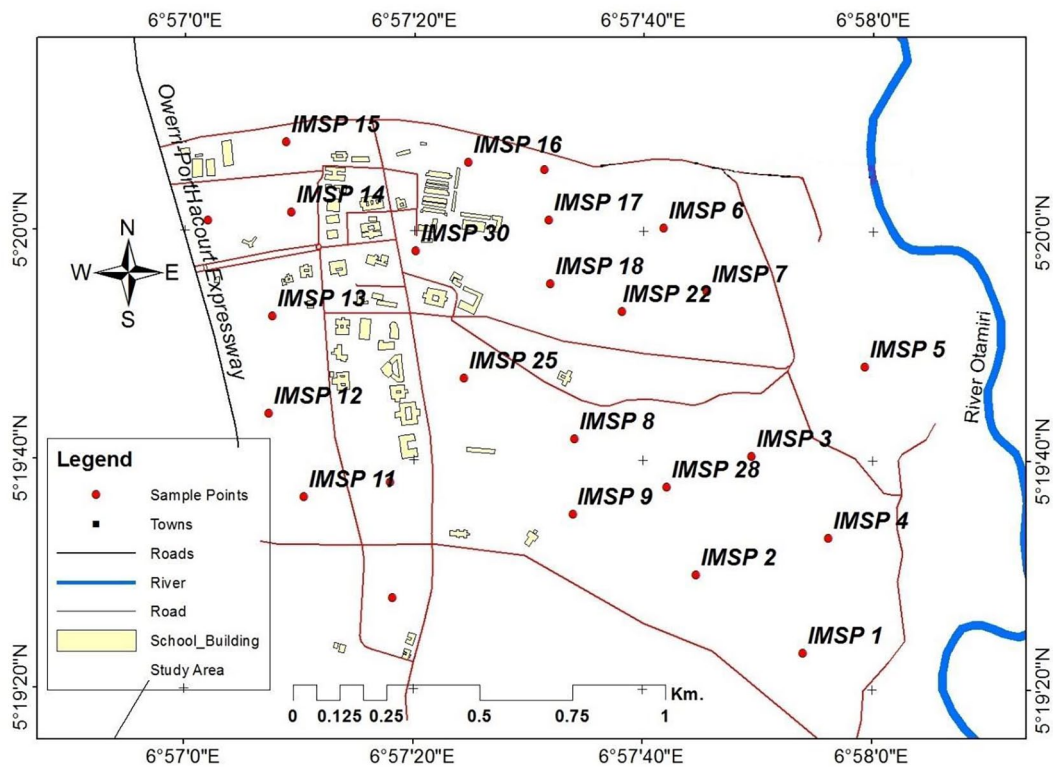 6°57'0"E
6°57'20"E
6°57'40"E
6°58'0"E
Owerri-PortHacourt Expressway
IMSP 15
IMSP 16
IMSP 14
IMSP 17
IMSP 6
5°20'0"N
5°20'0"N
IMSP 30
N
W
E
S
IMSP 18
IMSP 7
IMSP 13
IMSP 22
IMSP 5
River Otamiri
IMSP 25
IMSP 12
IMSP 8
IMSP 3
5°19'40"N
5°19'40"N
IMSP 11
IMSP 28
IMSP 9
IMSP 4
IMSP 2
IMSP 1
5°19'20"N
5°19'20"N
Legend
Sample Points
Towns
Roads
River
Road
School_Building
Study Area
Km.
0
0.125
0.25
0.5
0.75
1
6°57'0"E
6°57'20"E
6°57'40"E
6°58'0"E